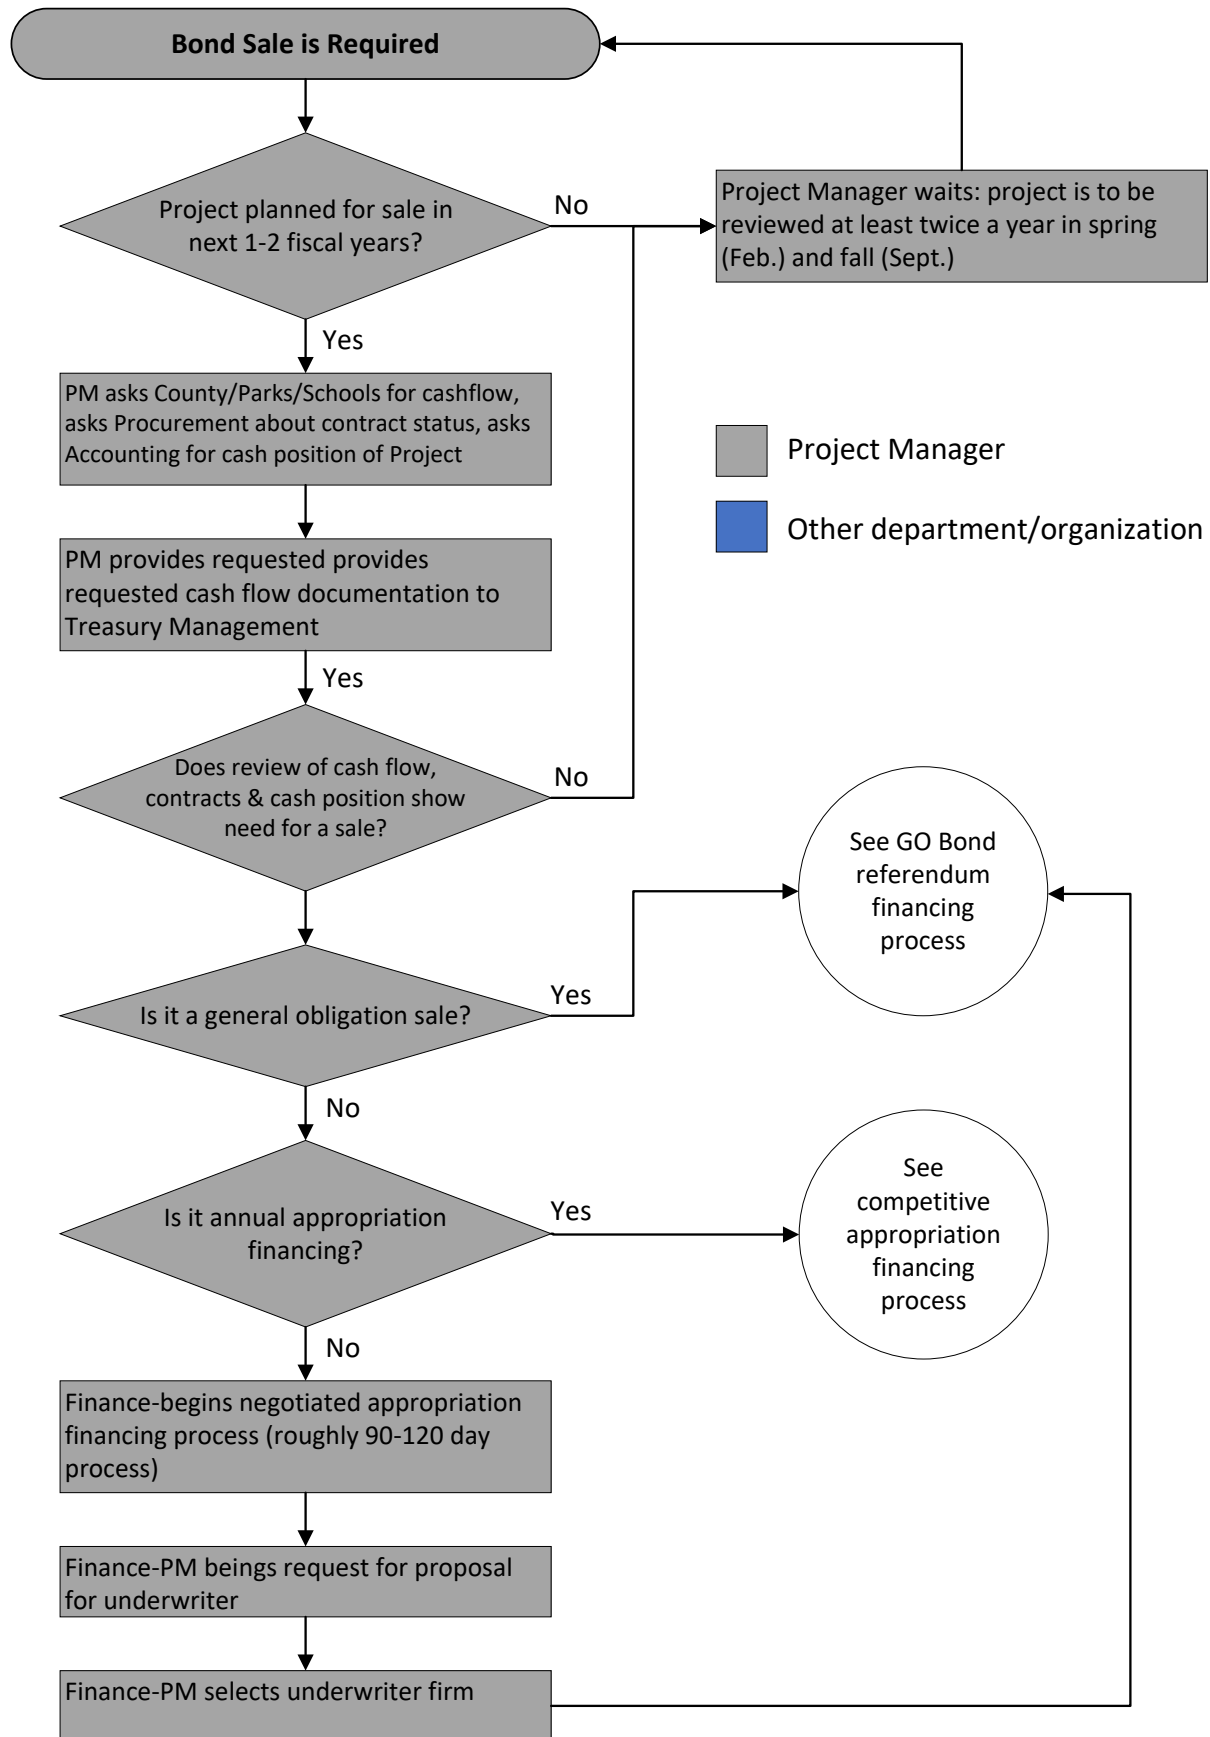 Bond Sale is Required
Project planned for sale in
next 1-2 fiscal years?
No
Project Manager waits: project is to be
reviewed at least twice a year in spring
(Feb.) and fall (Sept.)
Yes
PM asks County/Parks/Schools for cashflow,
asks Procurement about contract status, asks
Accounting for cash position of Project
Project Manager
Other department/organization
PM provides requested provides
requested cash flow documentation to
Treasury Management
Yes
Does review of cash flow,
contracts & cash position show
need for a sale?
No
See GO Bond
referendum
financing
process
Is it a general obligation sale?
Yes
No
Is it annual appropriation
financing?
Yes
See
competitive
appropriation
financing
process
No
Finance-begins negotiated appropriation
financing process (roughly 90-120 day
process)
Finance-PM beings request for proposal
for underwriter
Finance-PM selects underwriter firm